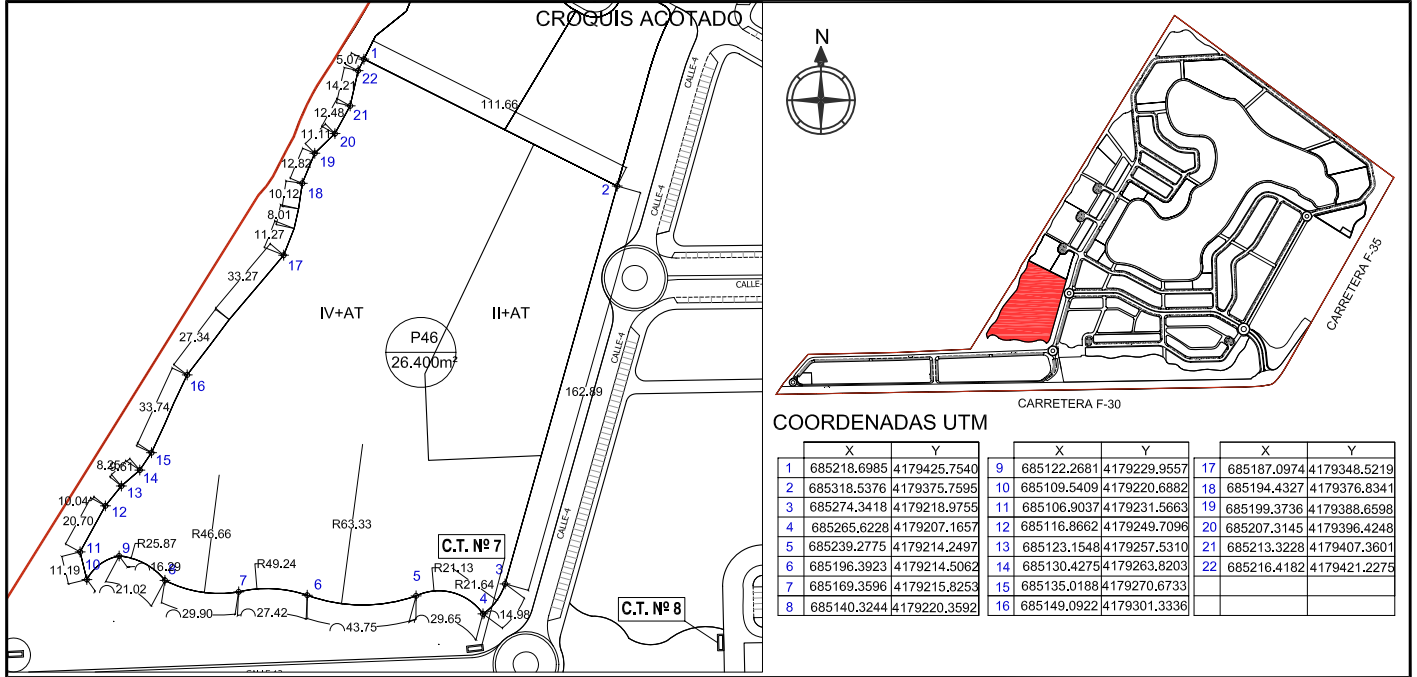 CROQUIS ACOTADO
N
5.07
1
22
14.21
12.48
21
11.11
20
19
12.82
18
10.12
8.01
11.27
17
33.27
27.34
16
33.74
15
14
13
10.04
12
20.70
11
10
11.19
9
8
7
6
5
4
3
2
111.66
162.89
IV+AT
II+AT
P46
26.400m²
R46.66
R63.33
R25.87
16.29
21.02
29.90
R49.24
27.42
43.75
R21.13
29.65
R21.64
14.98
C.T. Nº 7
C.T. Nº 8
CALLE-4
CALLE-4
CALLE-4
CALLE-4
CALLE-4
CARRETERA F-35
CARRETERA F-30
COORDENADAS UTM
X Y X Y X Y
1 685218.6985 4179425.7540 9 685122.2681 4179229.9557 17 685187.0974 4179348.5219
2 685318.5376 4179375.7595 10 685109.5409 4179220.6882 18 685194.4327 4179376.8341
3 685274.3418 4179218.9755 11 685106.9037 4179231.5663 19 685199.3736 4179388.6598
4 685265.6228 4179207.1657 12 685116.8662 4179249.7096 20 685207.3145 4179396.4248
5 685239.2775 4179214.2497 13 685123.1548 4179257.5310 21 685213.3228 4179407.3601
6 685196.3923 4179214.5062 14 685130.4275 4179263.8203 22 685216.4182 4179421.2275
7 685169.3596 4179215.8253 15 685135.0188 4179270.6733
8 685140.3244 4179220.3592 16 685149.0922 4179301.3336